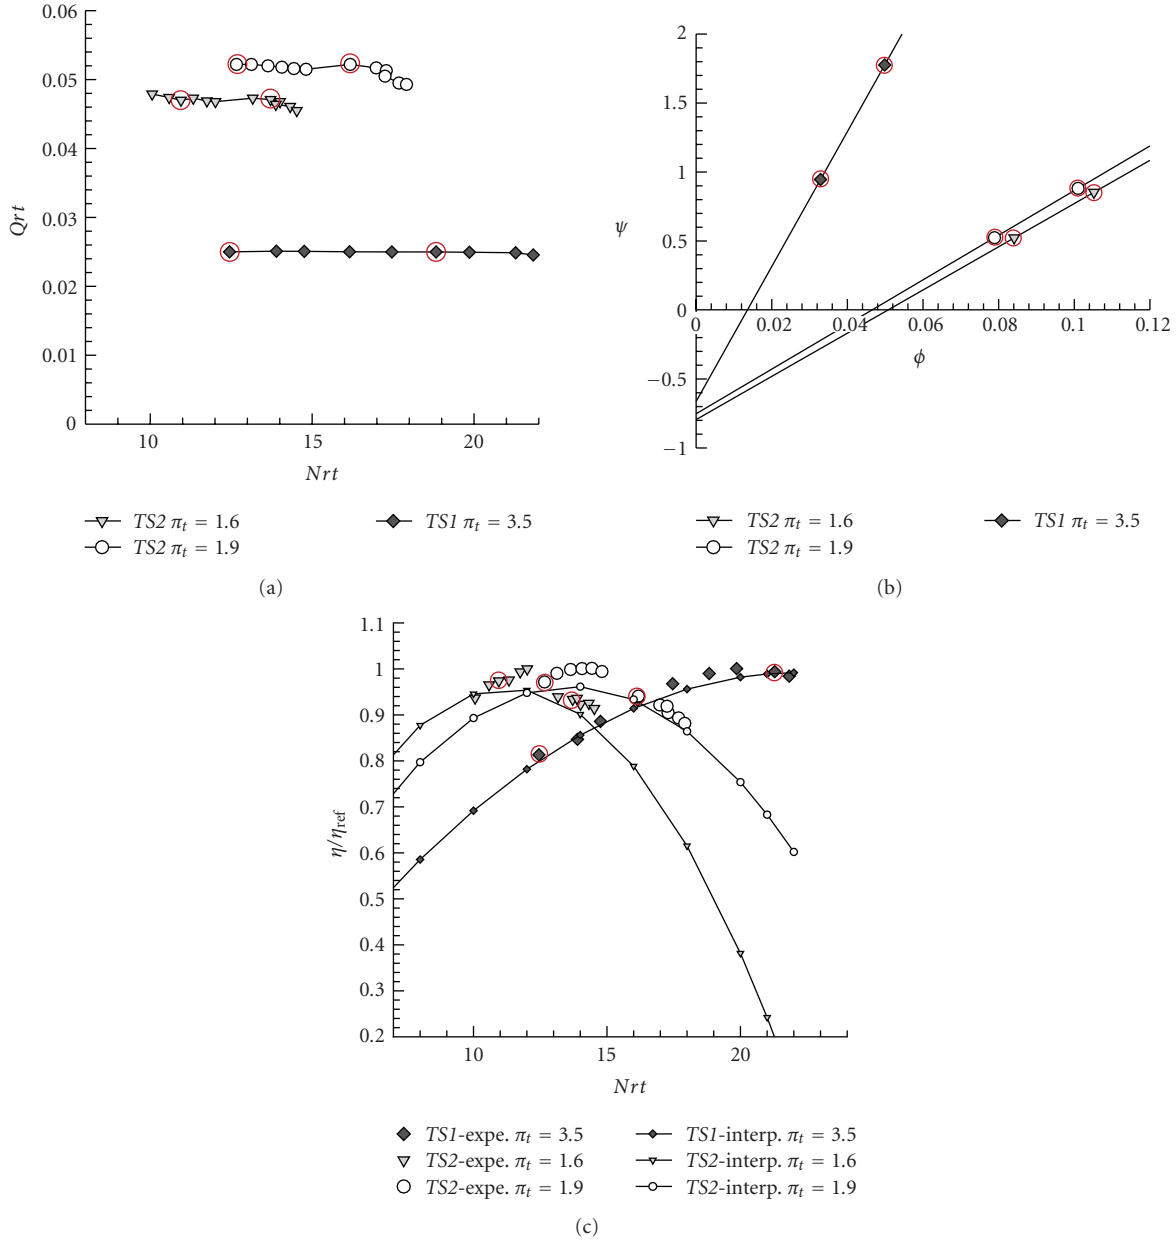 0.06
0.05
0.04
0.03
0.02
0.01
0
Qrt
10 15 20
Nrt
TS2 πt = 1.6
TS2 πt = 1.9
TS1 πt = 3.5
(a)
2
1.5
1
0.5
0
−0.5
−1
ψ
0 0.02 0.04 0.06 0.08 0.1 0.12
ϕ
TS2 πt = 1.6
TS2 πt = 1.9
TS1 πt = 3.5
(b)
1.1
1
0.9
0.8
0.7
0.6
0.5
0.4
0.3
0.2
η/ηref
10 15 20
Nrt
TS1-expe. πt = 3.5
TS2-expe. πt = 1.6
TS2-expe. πt = 1.9
TS1-interp. πt = 3.5
TS2-interp. πt = 1.6
TS2-interp. πt = 1.9
(c)